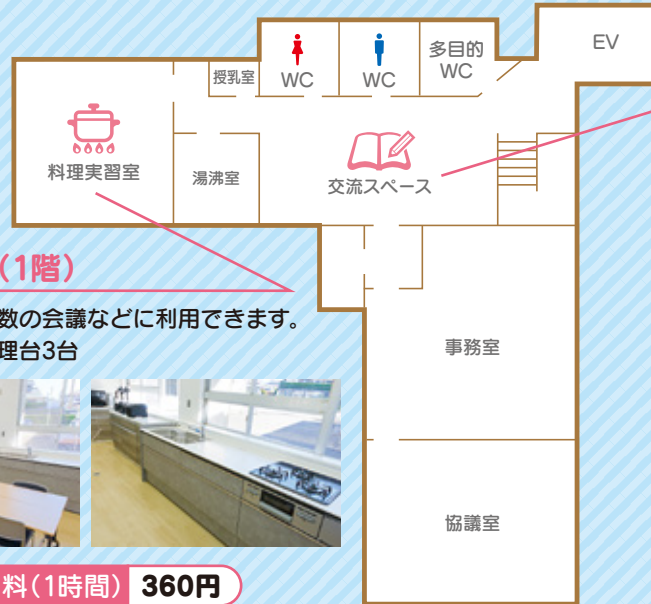 EV
多目的
WC
WC
WC
授乳室
料理実習室
湯沸室
交流スペース
(1階)
数の会議などに利用できます。
理台3台
事務室
協議室
料(1時間) 360円